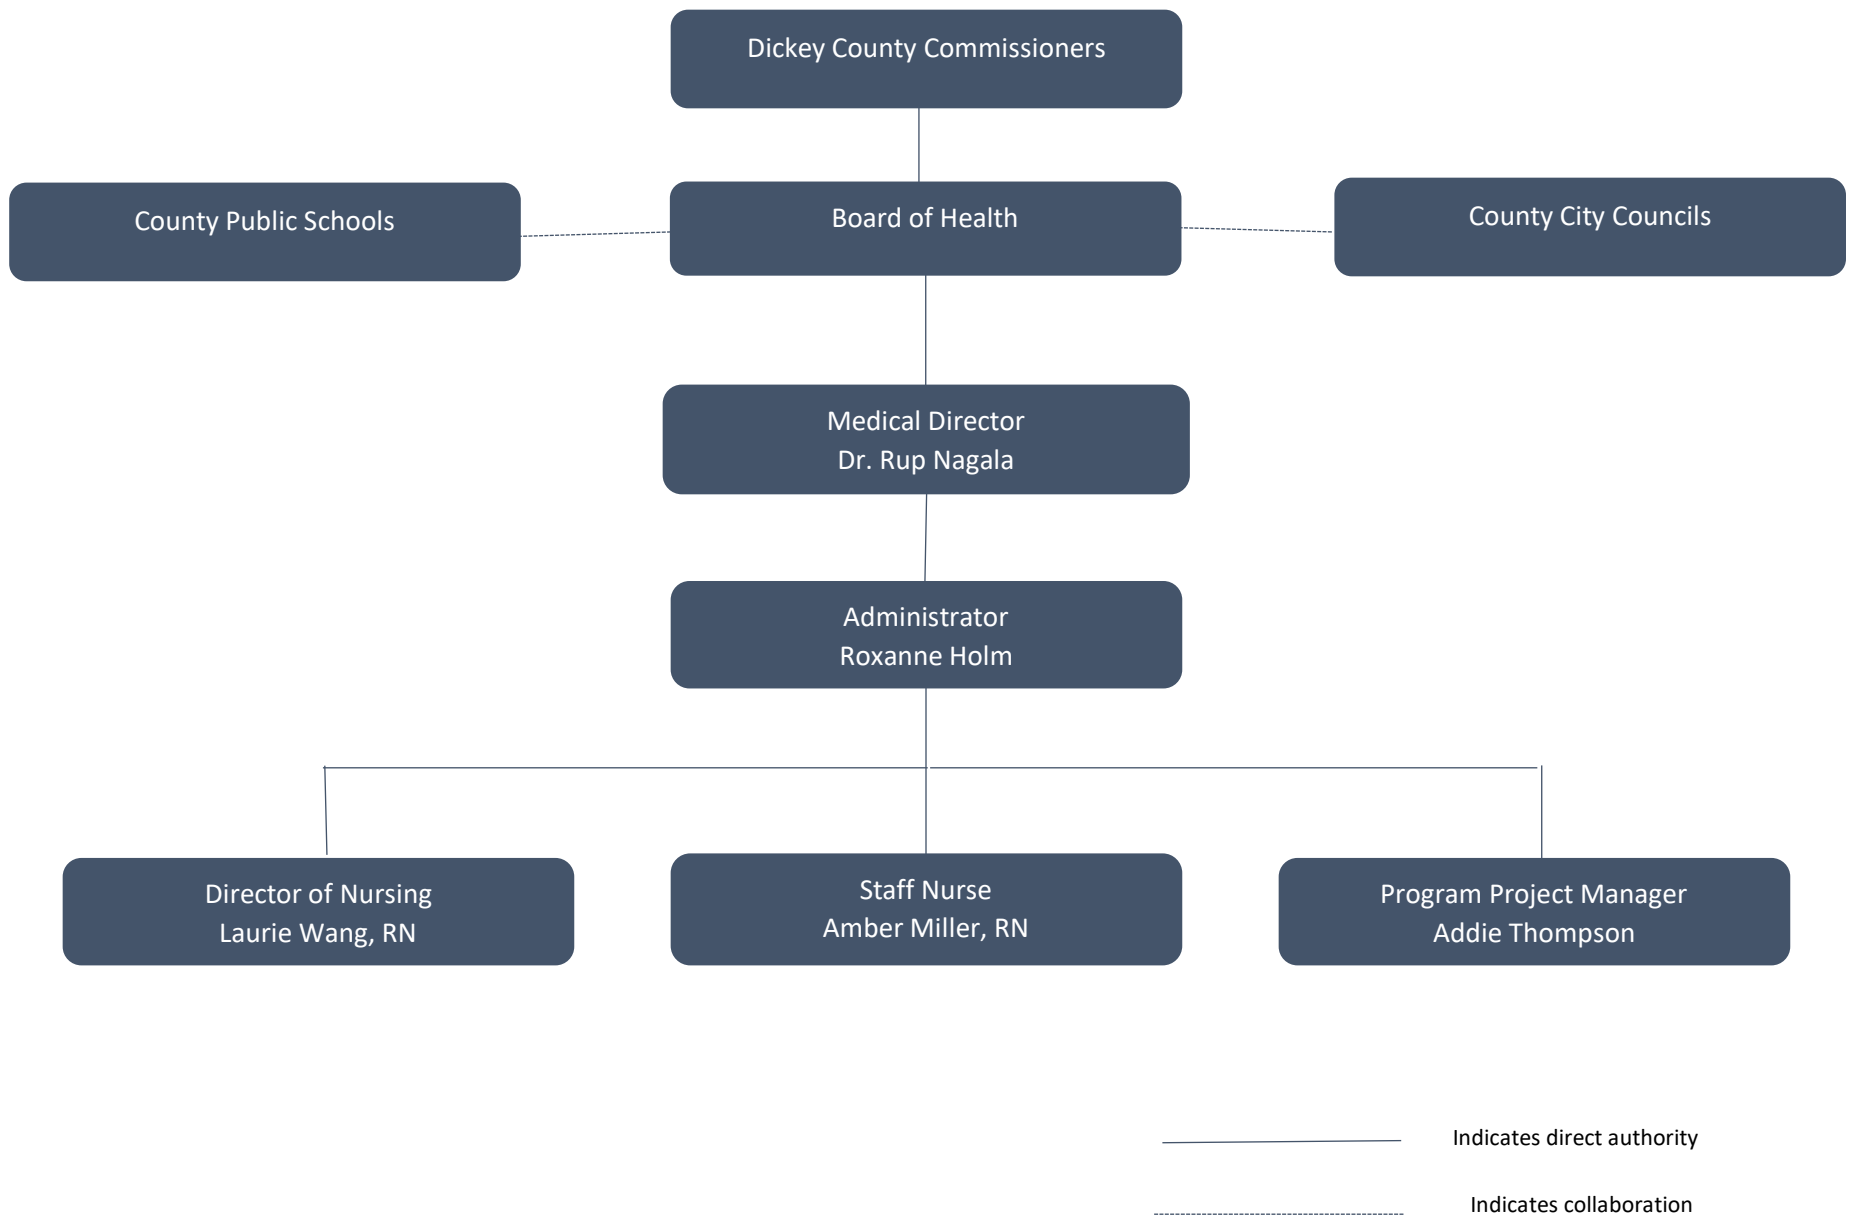 Dickey County Commissioners
County Public Schools
Board of Health
County City Councils
Medical Director
Dr. Rup Nagala
Administrator
Roxanne Holm
Director of Nursing
Laurie Wang, RN
Staff Nurse
Amber Miller, RN
Program Project Manager
Addie Thompson
Indicates direct authority
Indicates collaboration